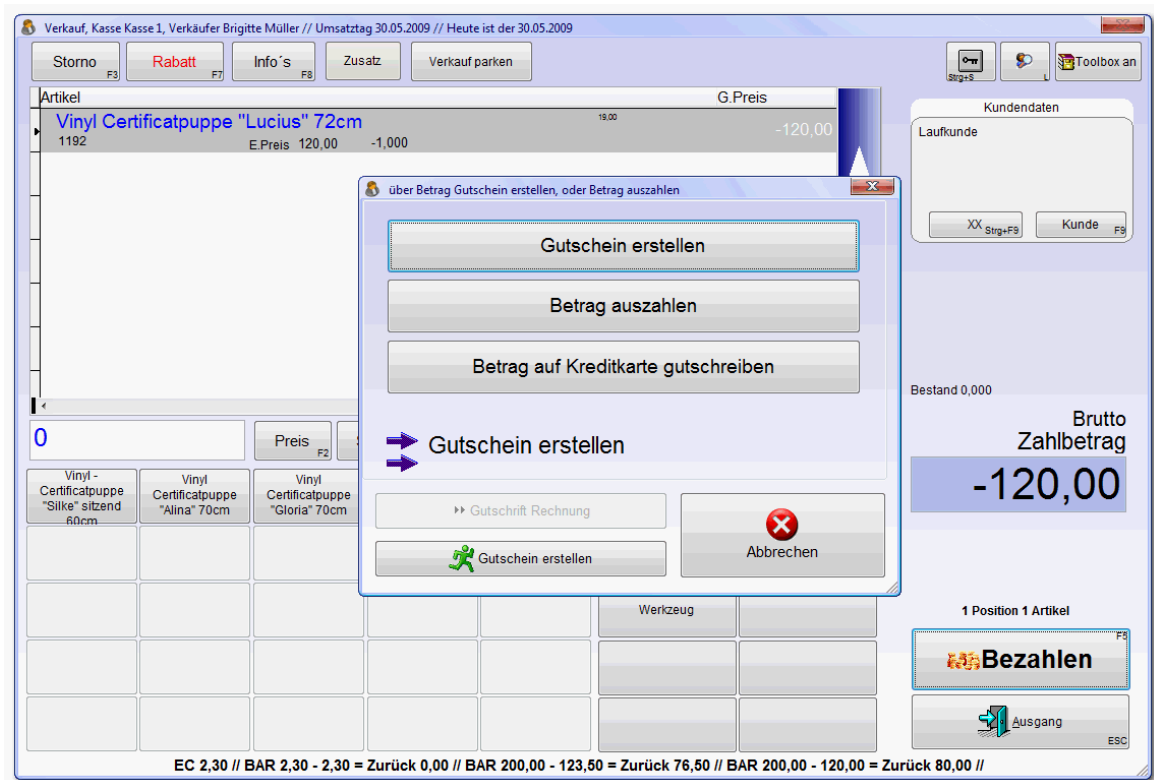 Verkauf, Kasse Kasse 1, Verkäufer Brigitte Müller // Umsatztag 30.05.2009 // Heute ist der 30.05.2009
Storno F3
Rabatt F7
Info´s F8
Zusatz
Verkauf parken
Strg+S
L
Toolbox an
Artikel G.Preis
Vinyl Certificatpuppe "Lucius" 72cm 19,00 -120,00
1192 E.Preis 120,00 -1,000
Kundendaten
Laufkunde
XX Strg+F9
Kunde F9
über Betrag Gutschein erstellen, oder Betrag auszahlen
Gutschein erstellen
Betrag auszahlen
Betrag auf Kreditkarte gutschreiben
Gutschein erstellen
Gutschrift Rechnung
Gutschein erstellen
Abbrechen
Bestand 0,000
Brutto
Zahlbetrag
-120,00
0
Preis F2
Vinyl -
Certificatpuppe
"Silke" sitzend
60cm
Vinyl
Certificatpuppe
"Alina" 70cm
Vinyl
Certificatpuppe
"Gloria" 70cm
Werkzeug
1 Position 1 Artikel
Bezahlen F5
Ausgang ESC
EC 2,30 // BAR 2,30 - 2,30 = Zurück 0,00 // BAR 200,00 - 123,50 = Zurück 76,50 // BAR 200,00 - 120,00 = Zurück 80,00 //